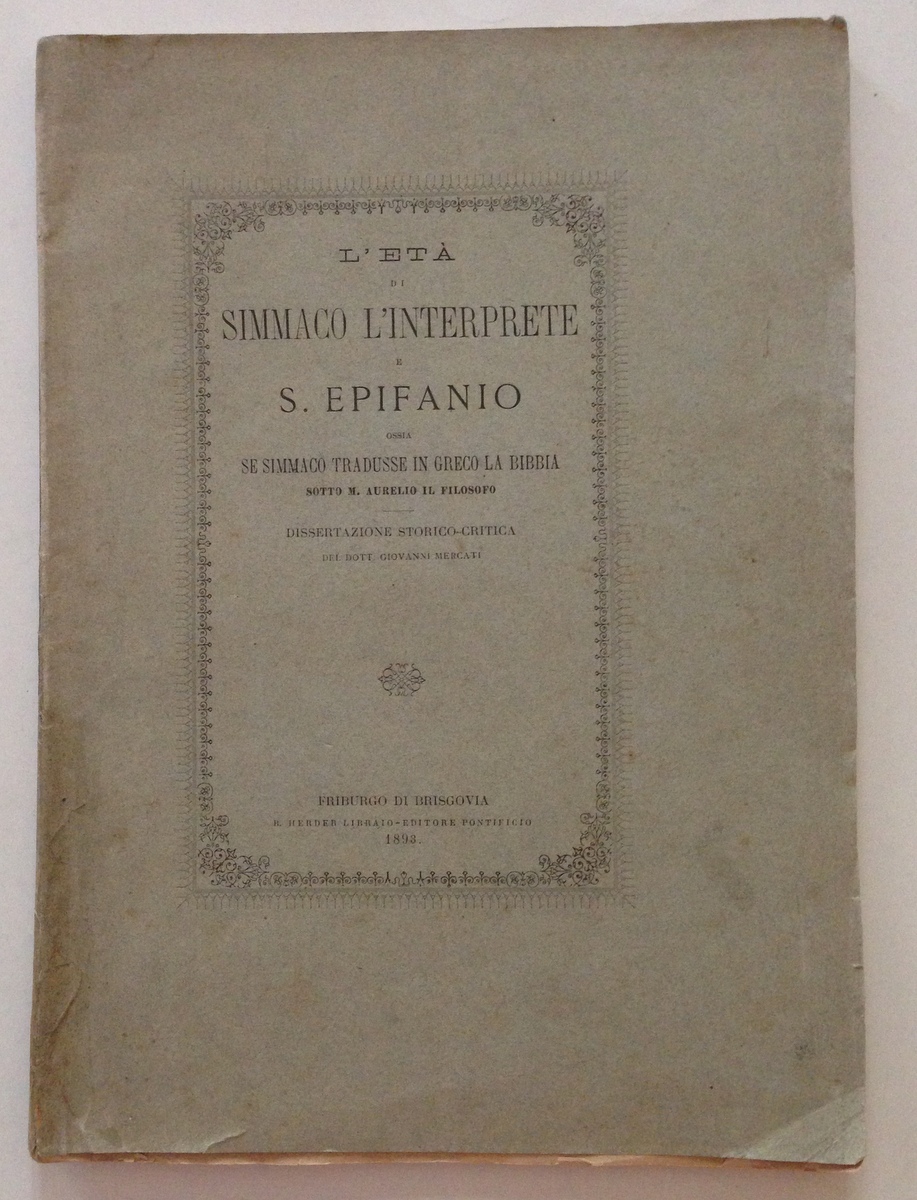 L'ETÀ
DI
SIMMACO L'INTERPRETE
E
S. EPIFANIO
OSSIA
SE SIMMACO TRADUSSE IN GRECO LA BIBBIA
SOTTO M. AURELIO IL FILOSOFO
DISSERTAZIONE STORICO-CRITICA
DEL DOTT. GIOVANNI MERCATI
FRIBURGO DI BRISGOVIA
B. HERDER LIBRAIO-EDITORE PONTIFICIO
1893.